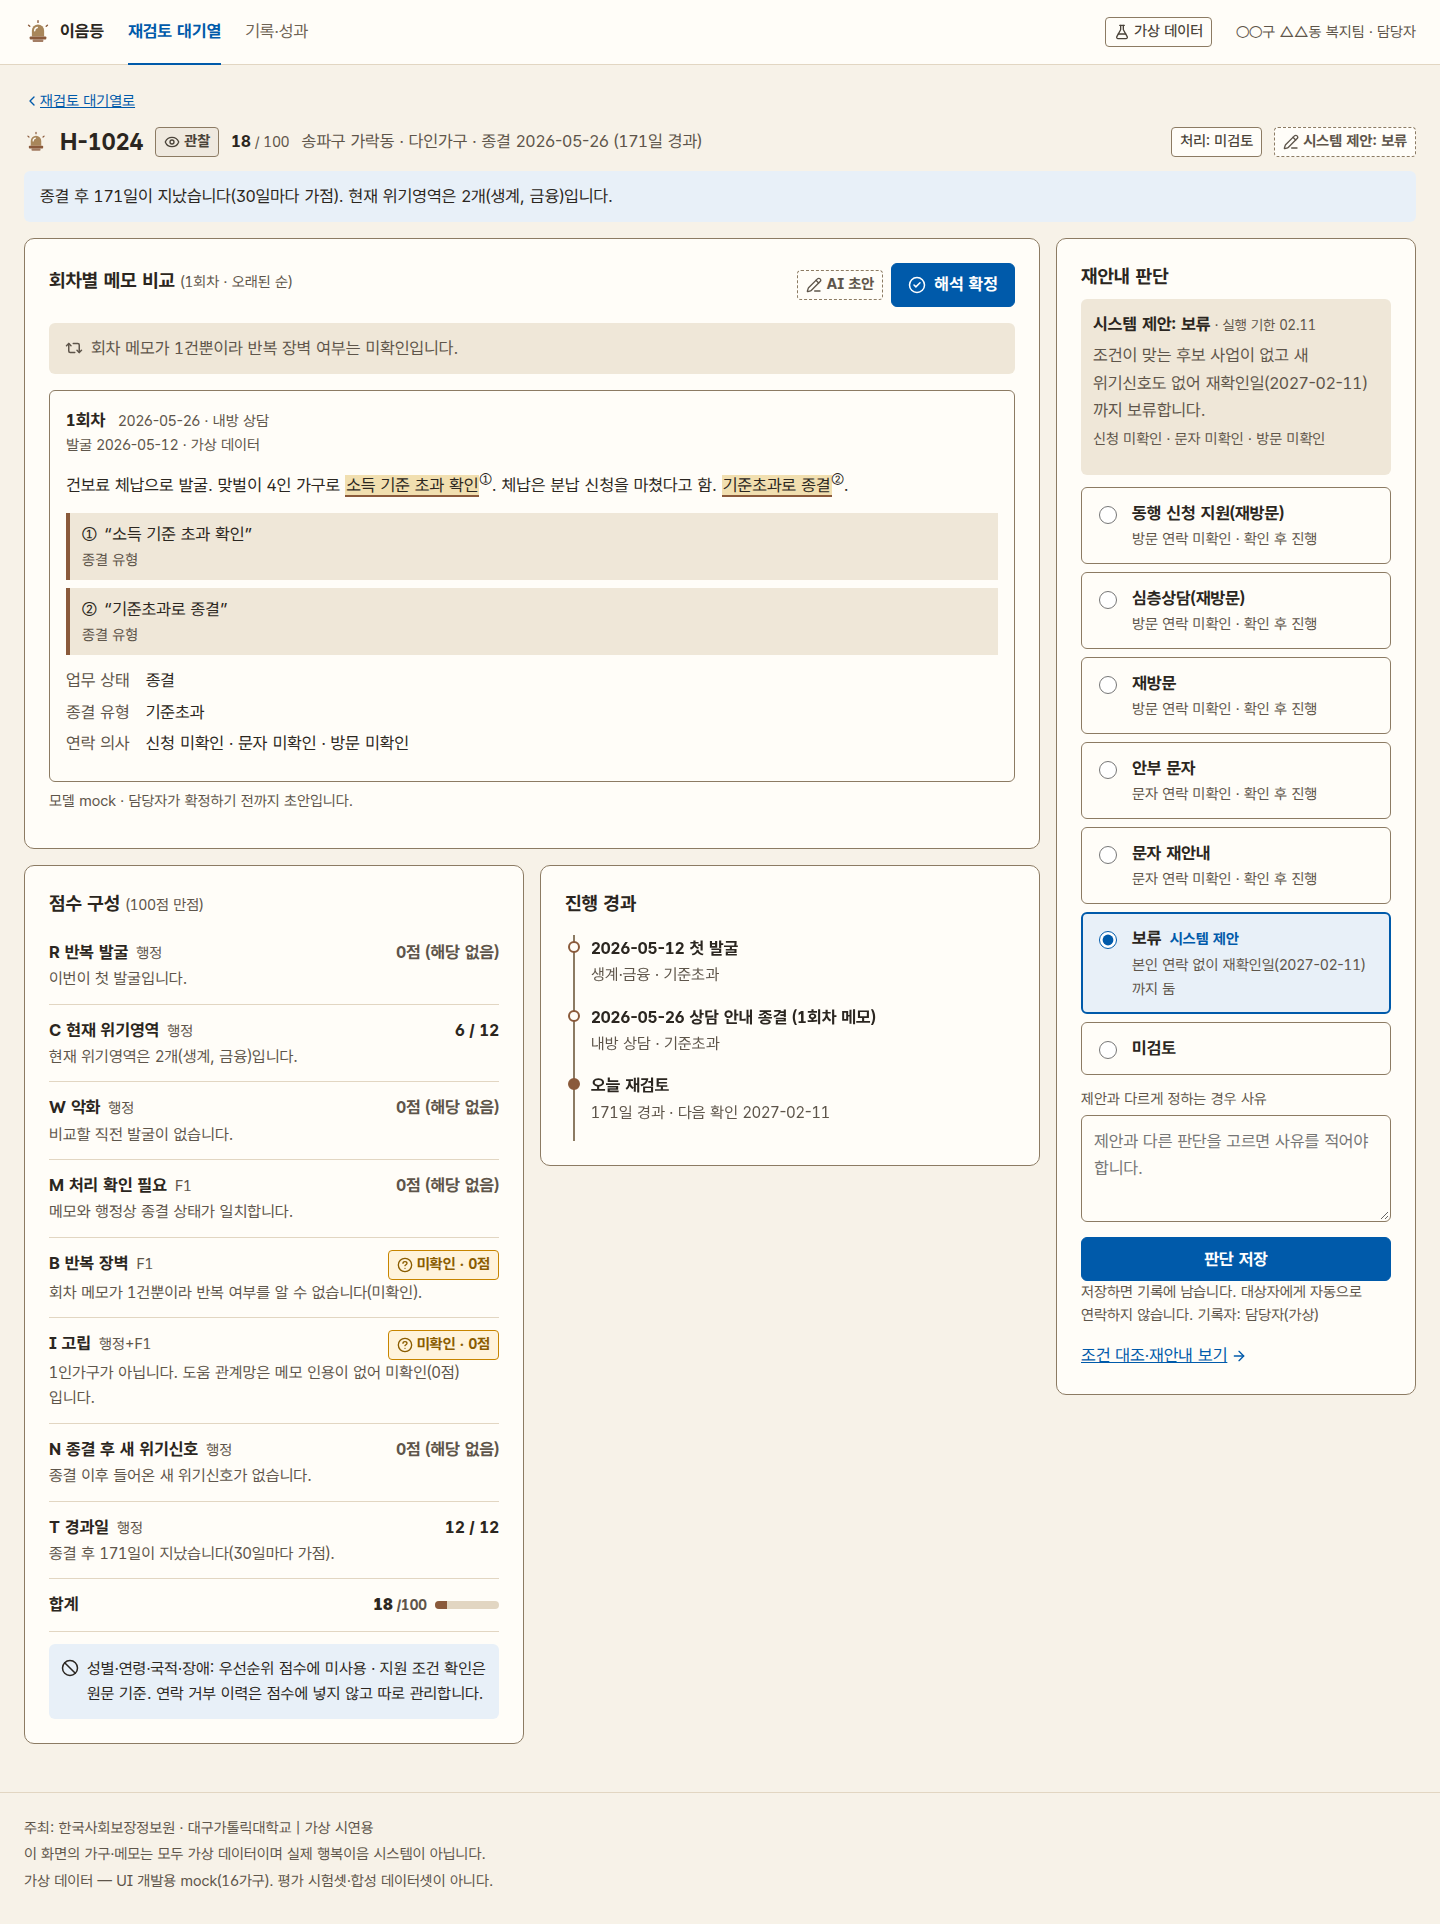 이음등
재검토 대기열
기록·성과
가상 데이터
○○구 △△동 복지팀 · 담당자
재검토 대기열로
H-1024
관찰
18 / 100
송파구 가락동 · 다인가구 · 종결 2026-05-26 (171일 경과)
처리: 미검토
시스템 제안: 보류
종결 후 171일이 지났습니다(30일마다 가점). 현재 위기영역은 2개(생계, 금융)입니다.
회차별 메모 비교 (1회차 · 오래된 순)
AI 초안
해석 확정
회차 메모가 1건뿐이라 반복 장벽 여부는 미확인입니다.
1회차 2026-05-26 · 내방 상담
발굴 2026-05-12 · 가상 데이터
건보료 체납으로 발굴. 맞벌이 4인 가구로 소득 기준 초과 확인①. 체납은 분납 신청을 마쳤다고 함. 기준초과로 종결②.
① “소득 기준 초과 확인”
종결 유형
② “기준초과로 종결”
종결 유형
업무 상태 종결
종결 유형 기준초과
연락 의사 신청 미확인 · 문자 미확인 · 방문 미확인
모델 mock · 담당자가 확정하기 전까지 초안입니다.
점수 구성 (100점 만점)
R 반복 발굴 행정 0점 (해당 없음)
이번이 첫 발굴입니다.
C 현재 위기영역 행정 6 / 12
현재 위기영역은 2개(생계, 금융)입니다.
W 악화 행정 0점 (해당 없음)
비교할 직전 발굴이 없습니다.
M 처리 확인 필요 F1 0점 (해당 없음)
메모와 행정상 종결 상태가 일치합니다.
B 반복 장벽 F1 미확인 · 0점
회차 메모가 1건뿐이라 반복 여부를 알 수 없습니다(미확인).
I 고립 행정+F1 미확인 · 0점
1인가구가 아닙니다. 도움 관계망은 메모 인용이 없어 미확인(0점)
입니다.
N 종결 후 새 위기신호 행정 0점 (해당 없음)
종결 이후 들어온 새 위기신호가 없습니다.
T 경과일 행정 12 / 12
종결 후 171일이 지났습니다(30일마다 가점).
합계 18 /100
성별·연령·국적·장애: 우선순위 점수에 미사용 · 지원 조건 확인은
원문 기준. 연락 거부 이력은 점수에 넣지 않고 따로 관리합니다.
진행 경과
2026-05-12 첫 발굴
생계·금융 · 기준초과
2026-05-26 상담 안내 종결 (1회차 메모)
내방 상담 · 기준초과
오늘 재검토
171일 경과 · 다음 확인 2027-02-11
재안내 판단
시스템 제안: 보류 · 실행 기한 02.11
조건이 맞는 후보 사업이 없고 새
위기신호도 없어 재확인일(2027-02-11)
까지 보류합니다.
신청 미확인 · 문자 미확인 · 방문 미확인
동행 신청 지원(재방문)
방문 연락 미확인 · 확인 후 진행
심층상담(재방문)
방문 연락 미확인 · 확인 후 진행
재방문
방문 연락 미확인 · 확인 후 진행
안부 문자
문자 연락 미확인 · 확인 후 진행
문자 재안내
문자 연락 미확인 · 확인 후 진행
보류 시스템 제안
본인 연락 없이 재확인일(2027-02-11)
까지 둠
미검토
제안과 다르게 정하는 경우 사유
제안과 다른 판단을 고르면 사유를 적어야
합니다.
판단 저장
저장하면 기록에 남습니다. 대상자에게 자동으로
연락하지 않습니다. 기록자: 담당자(가상)
조건 대조·재안내 보기
주최: 한국사회보장정보원 · 대구가톨릭대학교 | 가상 시연용
이 화면의 가구·메모는 모두 가상 데이터이며 실제 행복이음 시스템이 아닙니다.
가상 데이터 — UI 개발용 mock(16가구). 평가 시험셋·합성 데이터셋이 아니다.